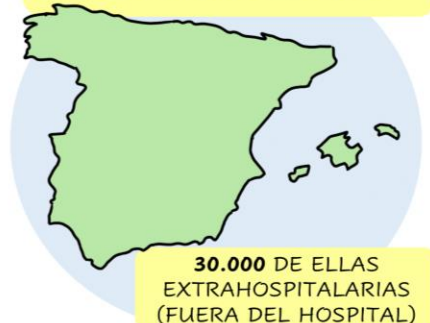 30.000 DE ELLAS
EXTRAHOSPITALARIAS
(FUERA DEL HOSPITAL)